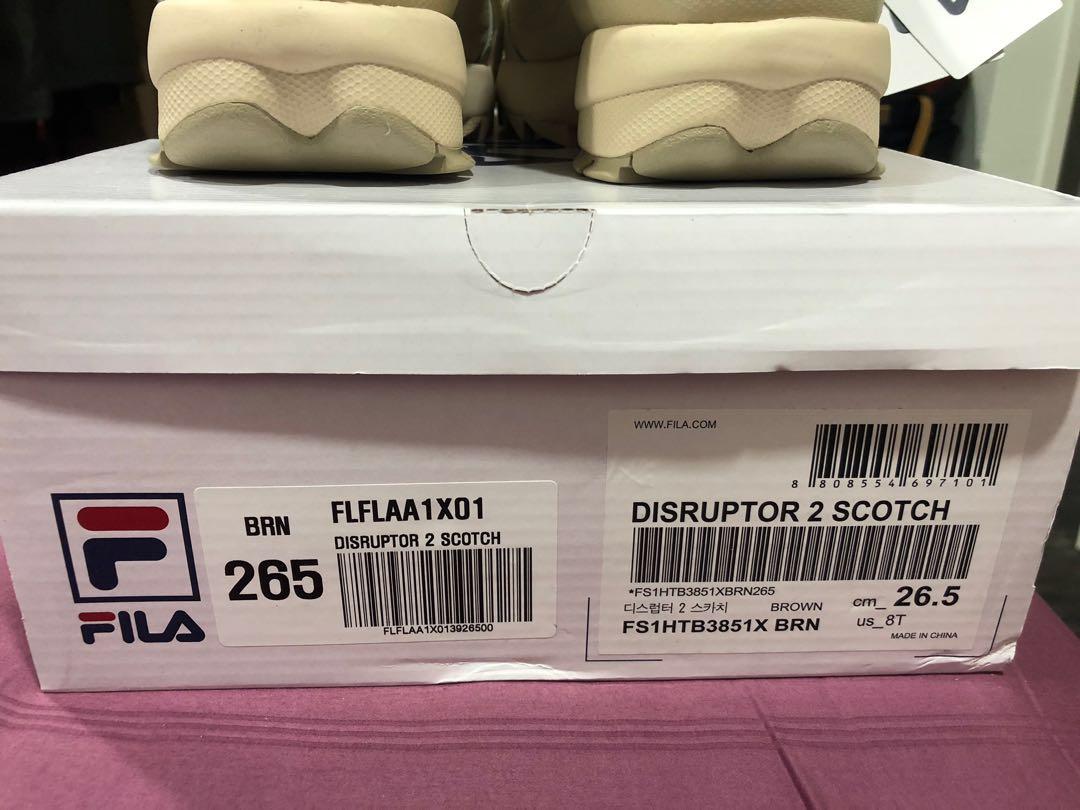 FILA
BRN
FLFLAA1X01
DISRUPTOR 2 SCOTCH
265
FLFLAA1X013926500
WWW.FILA.COM
8 808554 697101
DISRUPTOR 2 SCOTCH
*FS1HTB3851XBRN265
디스럽터 2 스카치 BROWN
cm_ 26.5
FS1HTB3851X BRN
us_8T
MADE IN CHINA